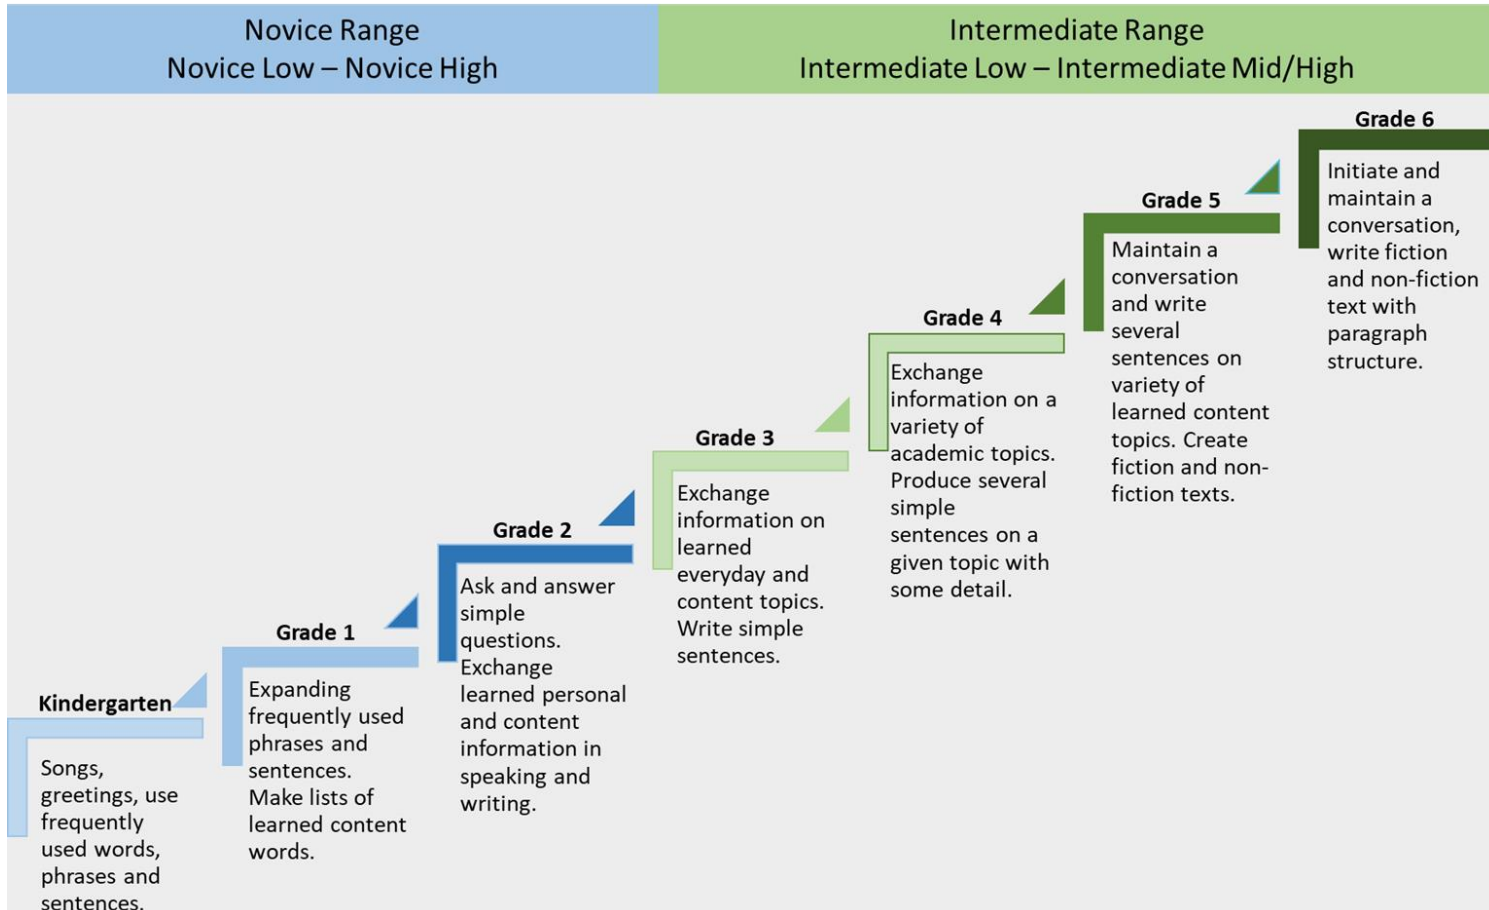 Novice Range
Novice Low – Novice High
Intermediate Range
Intermediate Low – Intermediate Mid/High
Kindergarten
Songs,
greetings, use
frequently
used words,
phrases and
sentences.
Grade 1
Expanding
frequently used
phrases and
sentences.
Make lists of
learned content
words.
Grade 2
Ask and answer
simple
questions.
Exchange
learned personal
and content
information in
speaking and
writing.
Grade 3
Exchange
information on
learned
everyday and
content topics.
Write simple
sentences.
Grade 4
Exchange
information on a
variety of
academic topics.
Produce several
simple
sentences on a
given topic with
some detail.
Grade 5
Maintain a
conversation
and write
several
sentences on
variety of
learned content
topics. Create
fiction and non-
fiction texts.
Grade 6
Initiate and
maintain a
conversation,
write fiction
and non-fiction
text with
paragraph
structure.